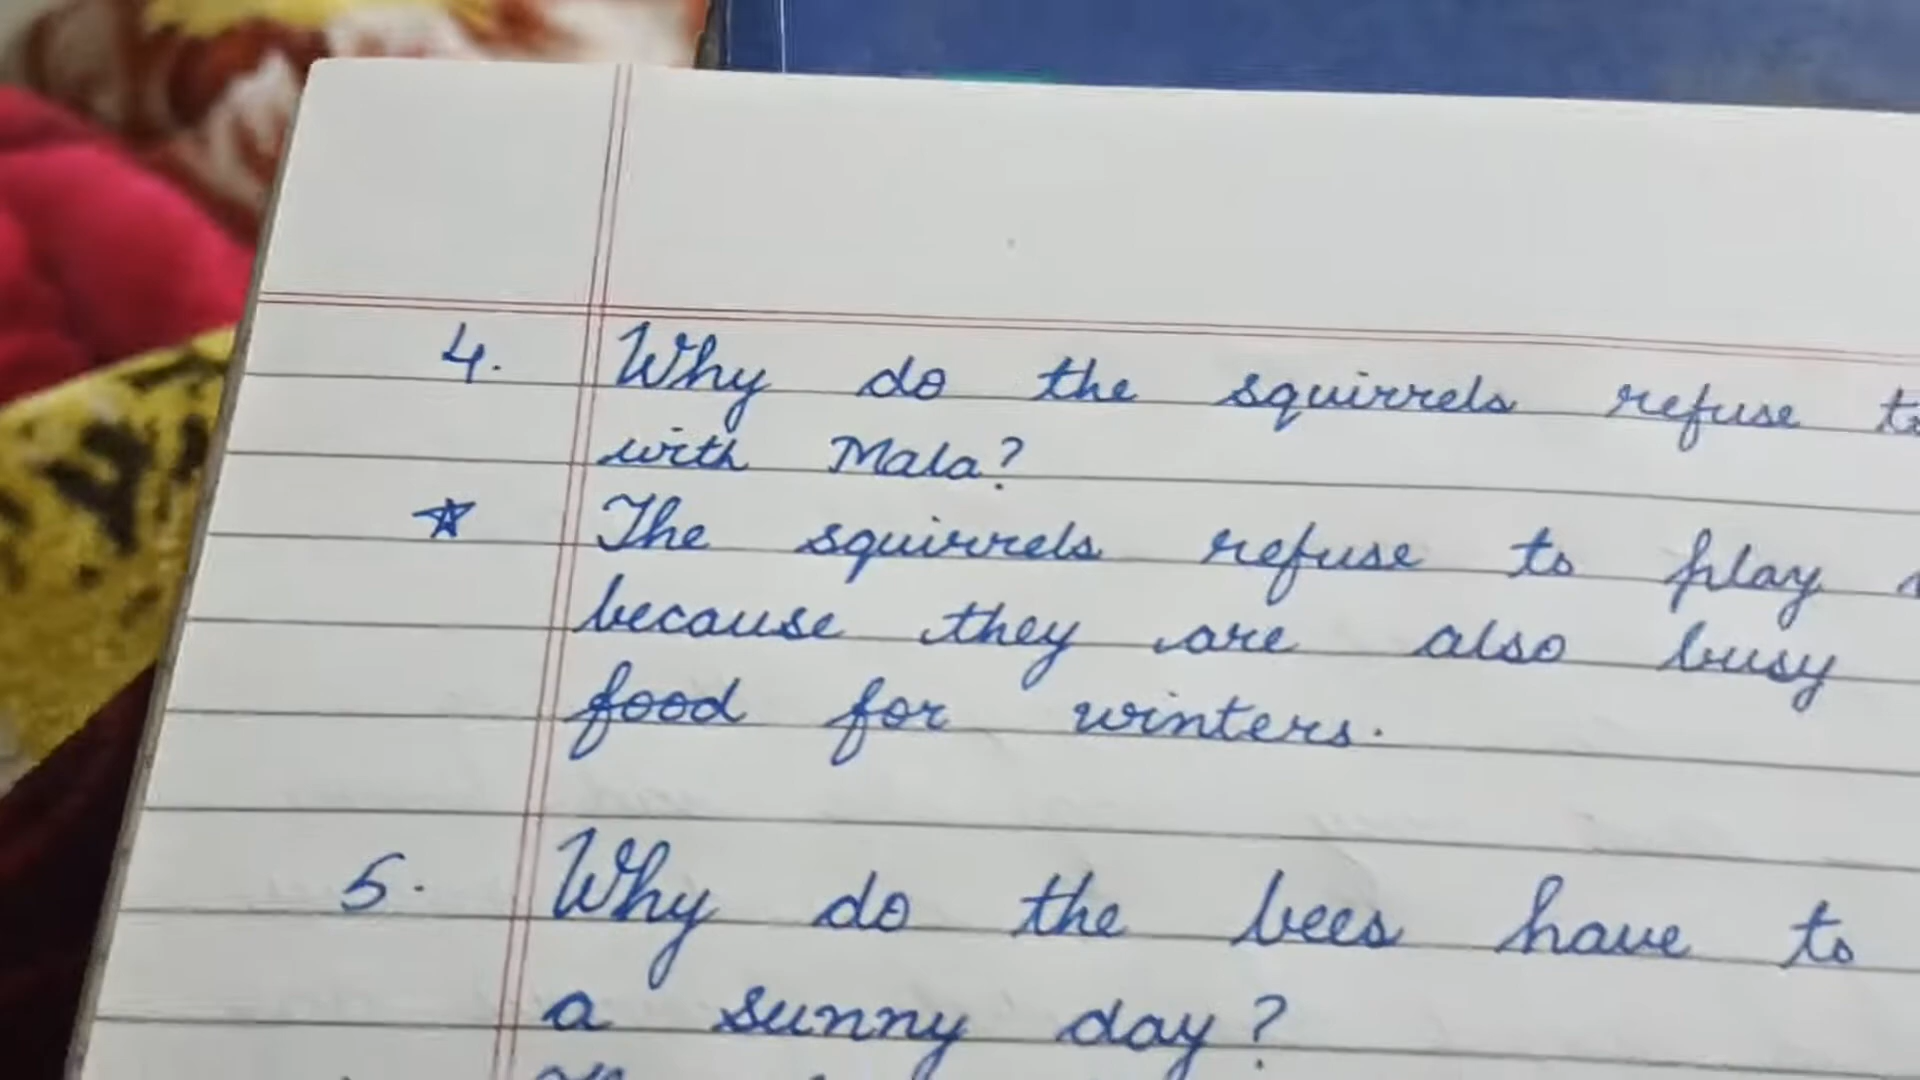 4. Why do the squirrels refuse to
with Mala?
☆ The squirrels refuse to play
because they are also busy
food for winters.
5. Why do the bees have to
a sunny day?